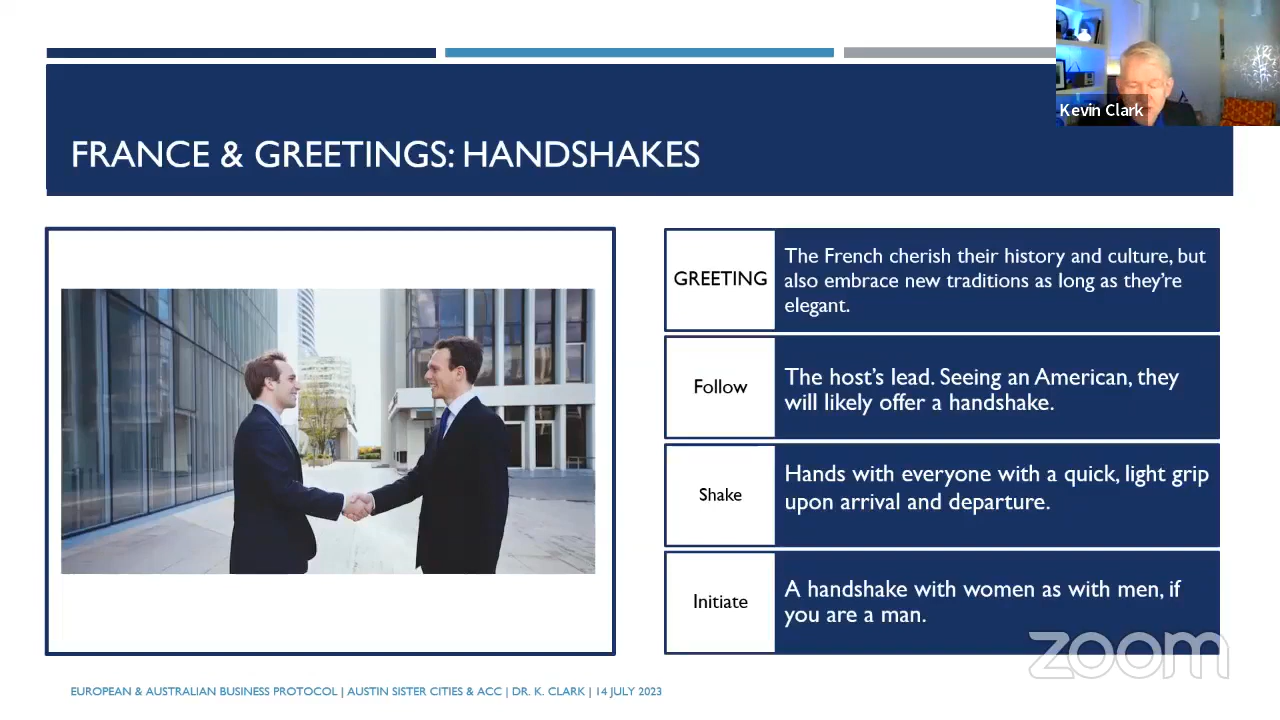 Kevin Clark
FRANCE & GREETINGS: HANDSHAKES
GREETING
The French cherish their history and culture, but
also embrace new traditions as long as they’re
elegant.
Follow
The host’s lead. Seeing an American, they
will likely offer a handshake.
Shake
Hands with everyone with a quick, light grip
upon arrival and departure.
Initiate
A handshake with women as with men, if
you are a man.
zoom
EUROPEAN & AUSTRALIAN BUSINESS PROTOCOL | AUSTIN SISTER CITIES & ACC | DR. K. CLARK | 14 JULY 2023